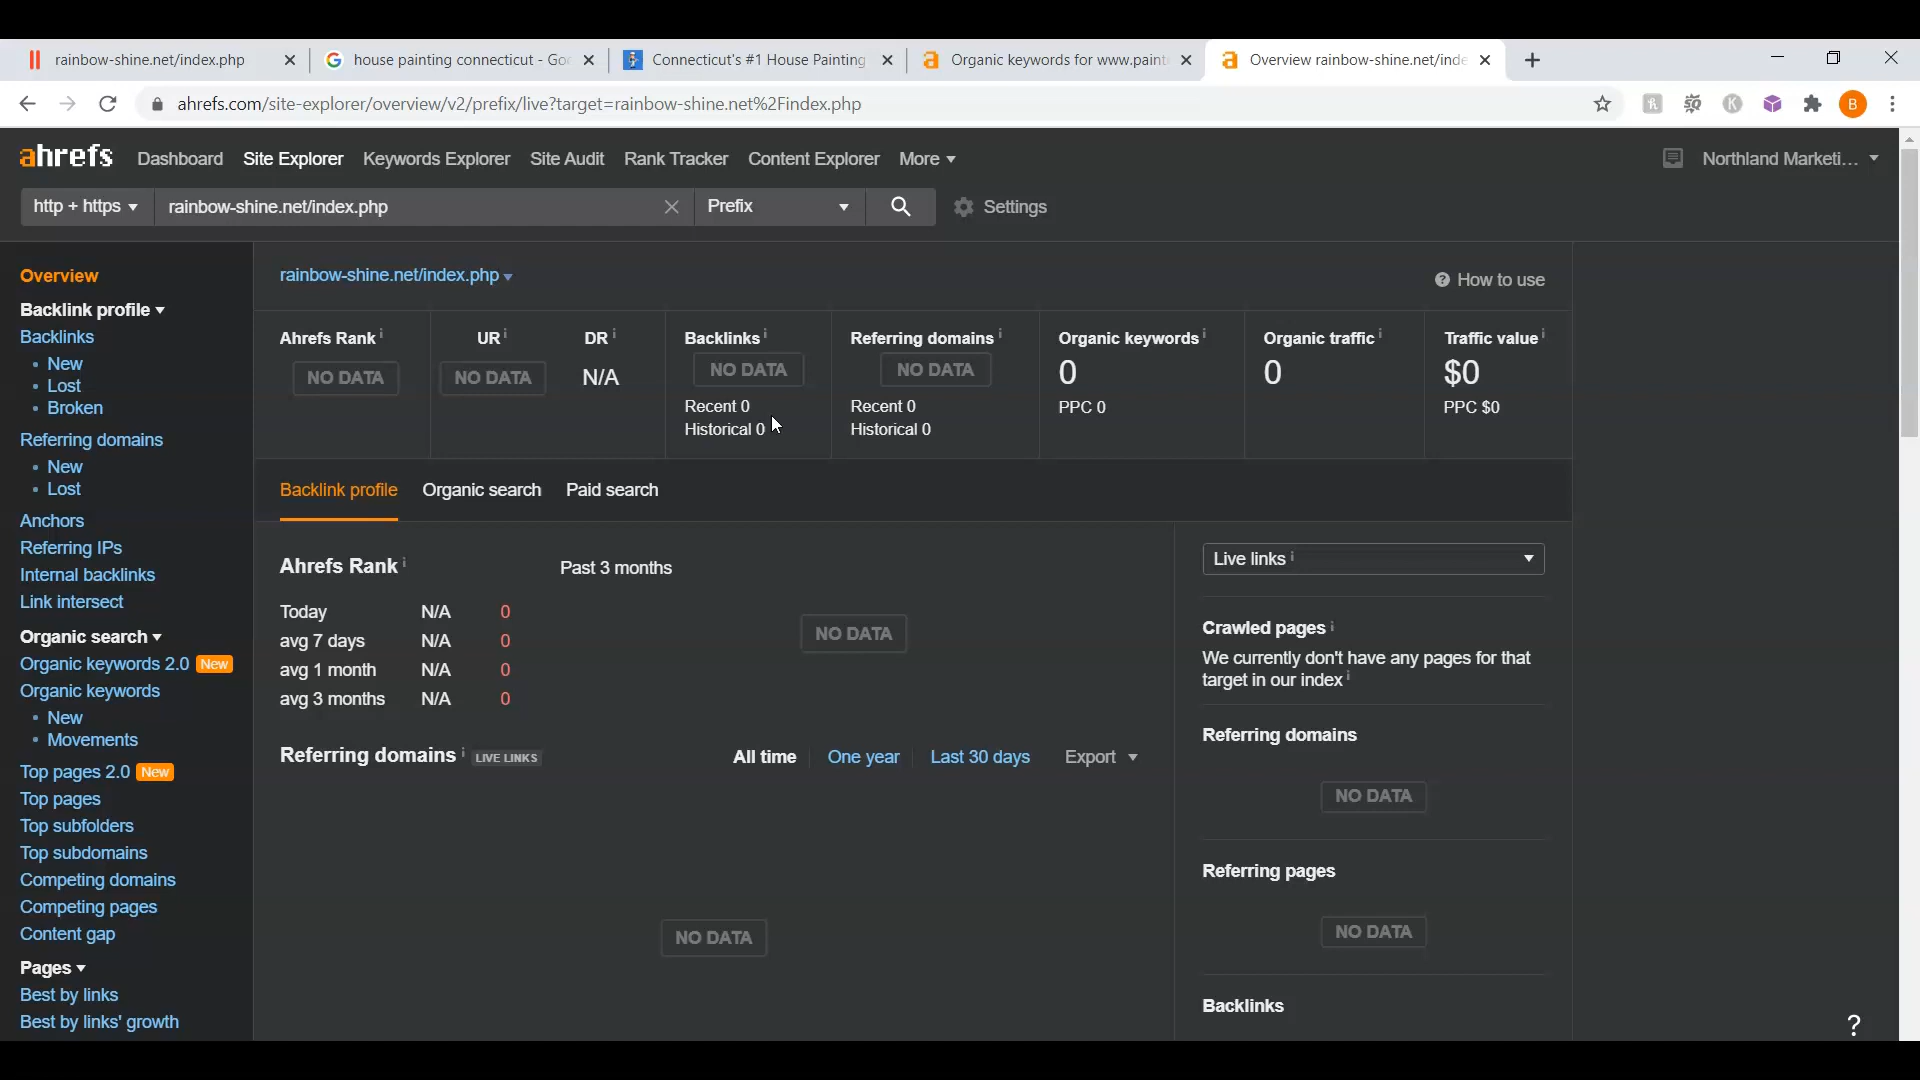 rainbow-shine.net/index.php
house painting connecticut - Go
Connecticut's #1 House Painting
Organic keywords for www.paint
Overview rainbow-shine.net/inde
ahrefs.com/site-explorer/overview/v2/prefix/live?target=rainbow-shine.net%2Findex.php
B
ahrefs
Dashboard Site Explorer Keywords Explorer Site Audit Rank Tracker Content Explorer More
Northland Marketi...
http + https
rainbow-shine.net/index.php
Prefix
Settings
Overview
Backlink profile
Backlinks
New
Lost
Broken
Referring domains
New
Lost
Anchors
Referring IPs
Internal backlinks
Link intersect
Organic search
Organic keywords 2.0 New
Organic keywords
New
Movements
Top pages 2.0 New
Top pages
Top subfolders
Top subdomains
Competing domains
Competing pages
Content gap
Pages
Best by links
Best by links' growth
rainbow-shine.net/index.php
? How to use
Ahrefs Rank i
NO DATA
UR i
NO DATA
DR i
N/A
Backlinks i
NO DATA
Recent 0
Historical 0
Referring domains i
NO DATA
Recent 0
Historical 0
Organic keywords i
0
PPC 0
Organic traffic i
0
Traffic value i
$0
PPC $0
Backlink profile Organic search Paid search
Ahrefs Rank i
Past 3 months
Today N/A 0
avg 7 days N/A 0
avg 1 month N/A 0
avg 3 months N/A 0
NO DATA
Referring domains i LIVE LINKS
All time One year Last 30 days Export
NO DATA
Live links i
Crawled pages i
We currently don't have any pages for that
target in our index i
Referring domains
NO DATA
Referring pages
NO DATA
Backlinks
?